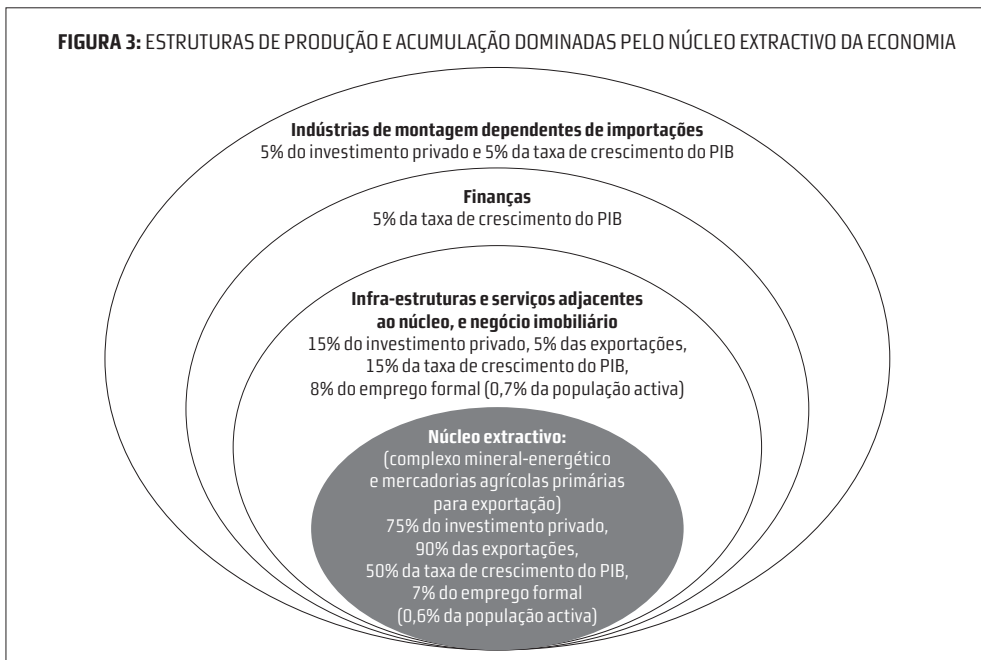 FIGURA 3: ESTRUTURAS DE PRODUÇÃO E ACUMULAÇÃO DOMINADAS PELO NÚCLEO EXTRACTIVO DA ECONOMIA
Indústrias de montagem dependentes de importações
5% do investimento privado e 5% da taxa de crescimento do PIB
Finanças
5% da taxa de crescimento do PIB
Infra-estruturas e serviços adjacentes
ao núcleo, e negócio imobiliário
15% do investimento privado, 5% das exportações,
15% da taxa de crescimento do PIB,
8% do emprego formal (0,7% da população activa)
Núcleo extractivo:
(complexo mineral-energético
e mercadorias agrícolas primárias
para exportação)
75% do investimento privado,
90% das exportações,
50% da taxa de crescimento do PIB,
7% do emprego formal
(0,6% da população activa)